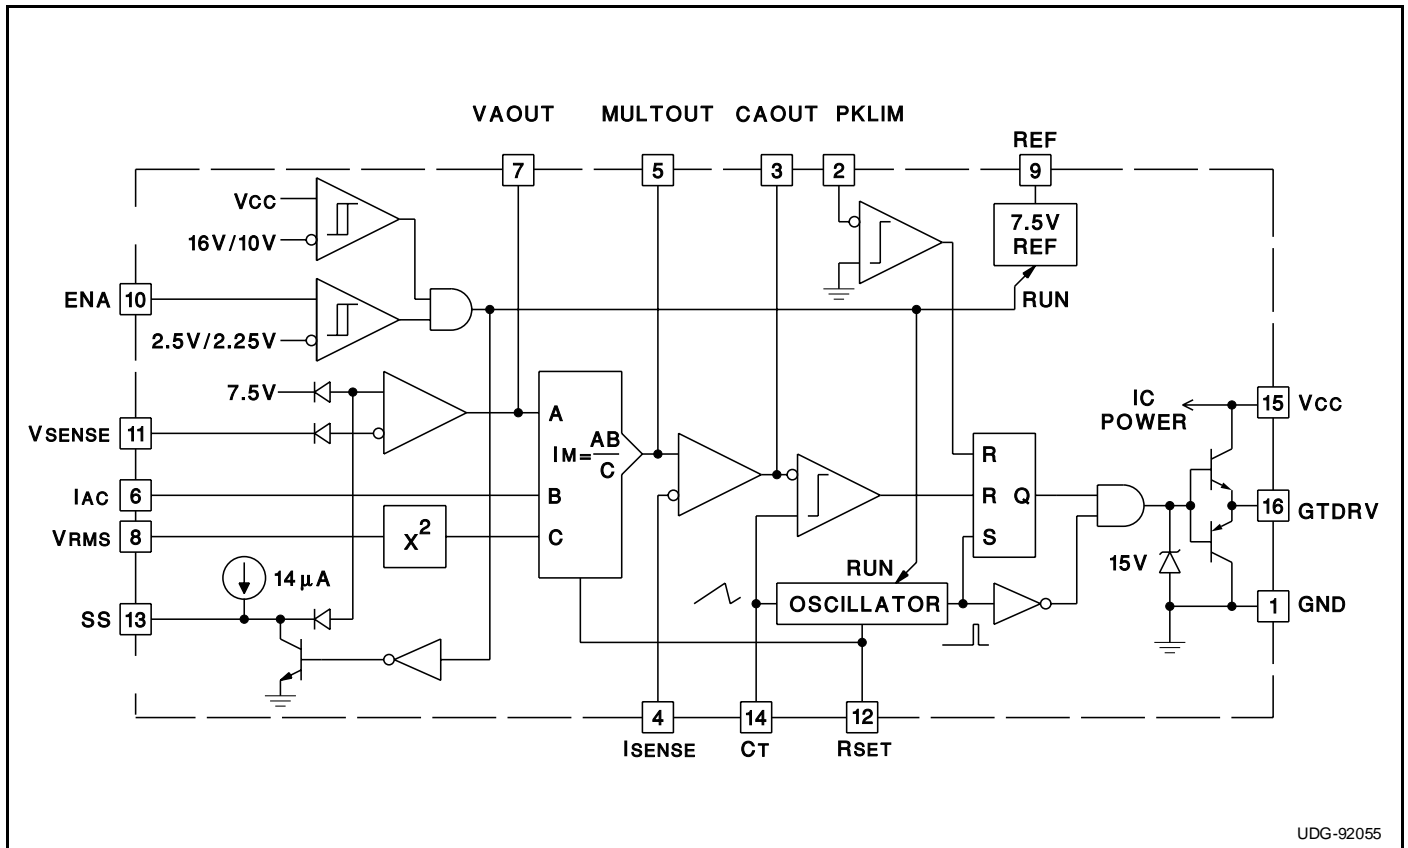 VAOUT MULTOUT CAOUT PKLIM
REF
7 5 3 2 9
VCC
16V/10V
7.5V
REF
RUN
ENA 10
2.5V/2.25V
7.5V
VSENSE 11
A
IM=AB/C
B
C
IAC 6
VRMS 8
X²
IC
POWER
15 VCC
R
R Q
S
16 GTDRV
15V
14µA
RUN
OSCILLATOR
SS 13
1 GND
4 14 12
ISENSE CT RSET
UDG-92055